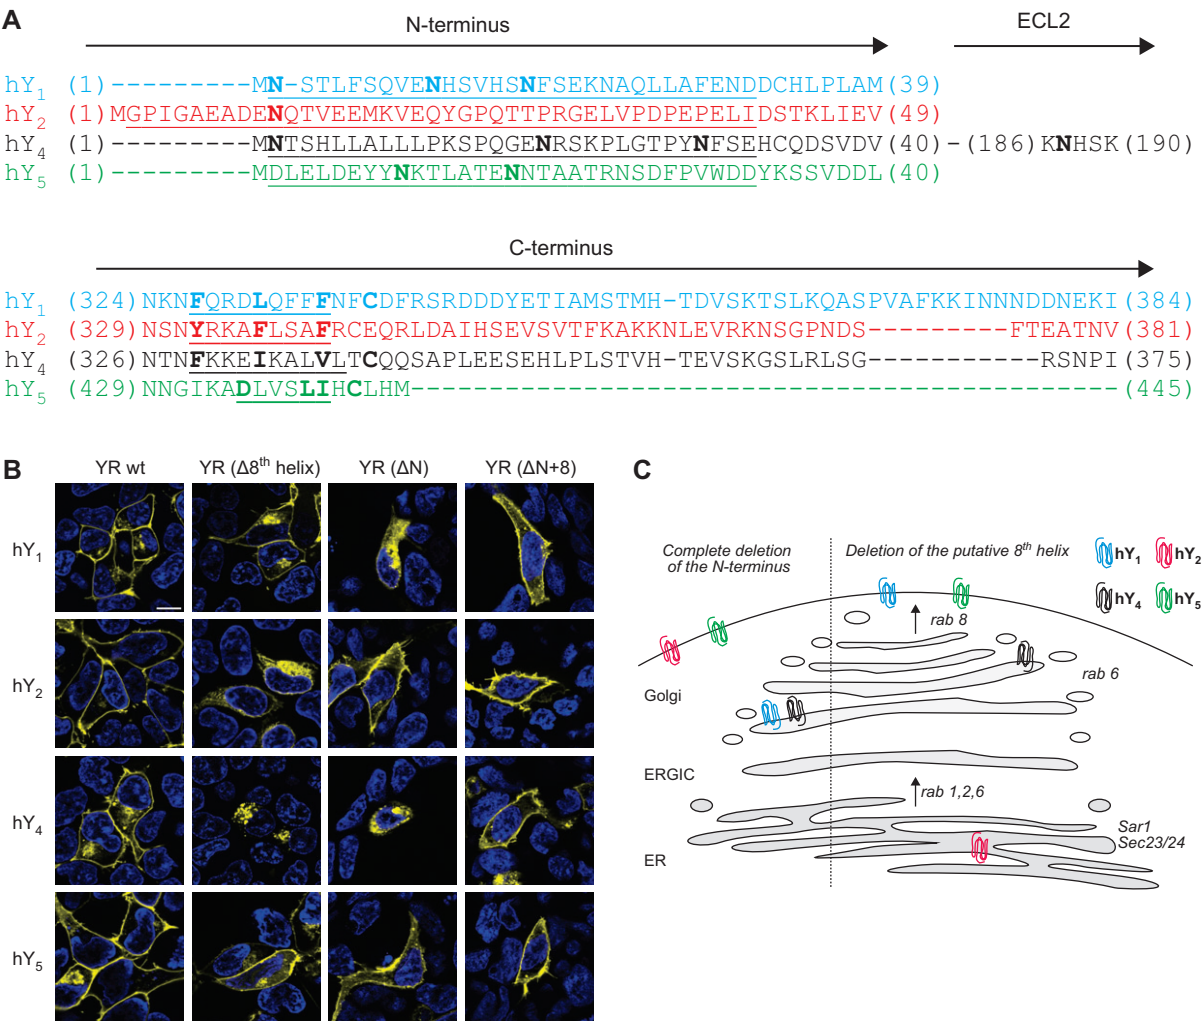 A
N-terminus
ECL2
hY1 (1)---------MN-STLFSQVENHSVHSNFSEKNAQLLAFENDDCHLPLAM(39)
hY2 (1)MGPIGAEADENQTVEEMKVEQYGPQTTPRGELVPDPEPELIDSTKLIEV(49)
hY4 (1)---------MNTSHLLALLLPKSPQGENRSKPLGTPYNFSEHCQDSVDV(40)-(186)KNHSK(190)
hY5 (1)---------MDLELDEYYNKTLATENNTAATRNSDFPVWDDYKSSVDDL(40)
C-terminus
hY1 (324)NKNFQRDLQFFFNFCDFRSRDDDYETIAMSTMH-TDVSKTSLKQASPVAFKKINNNDDNEKI(384)
hY2 (329)NSNYRKAFLSAFRCEQRLDAIHSEVSVTFKAKKNLEVRKNSGPNDS---------FTEATNV(381)
hY4 (326)NTNFKKEIKALVLTCQQSAPLEESEHLPLSTVH-TEVSKGSLRLSG-----------RSNPI(375)
hY5 (429)NNGIKADLVSLIHCLHM---------------------------------------------(445)
B
YR wt YR (Δ8th helix) YR (ΔN) YR (ΔN+8)
hY1
hY2
hY4
hY5
C
Complete deletion
of the N-terminus
Deletion of the putative 8th helix
hY1 hY2
hY4 hY5
rab 8
rab 6
Golgi
ERGIC
rab 1,2,6
Sar1
Sec23/24
ER